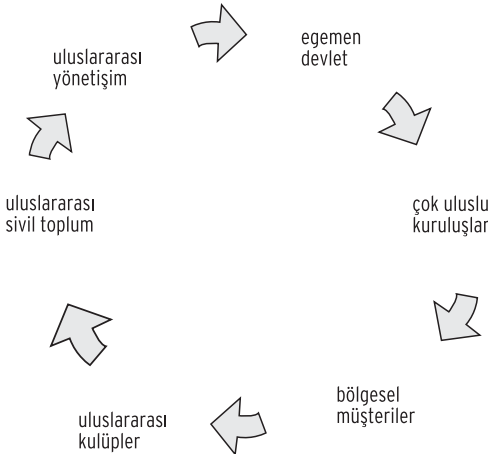 uluslararası
yönetişim
egemen
devlet
uluslararası
sivil toplum
çok uluslu
kuruluşlar
uluslararası
kulüpler
bölgesel
müşteriler